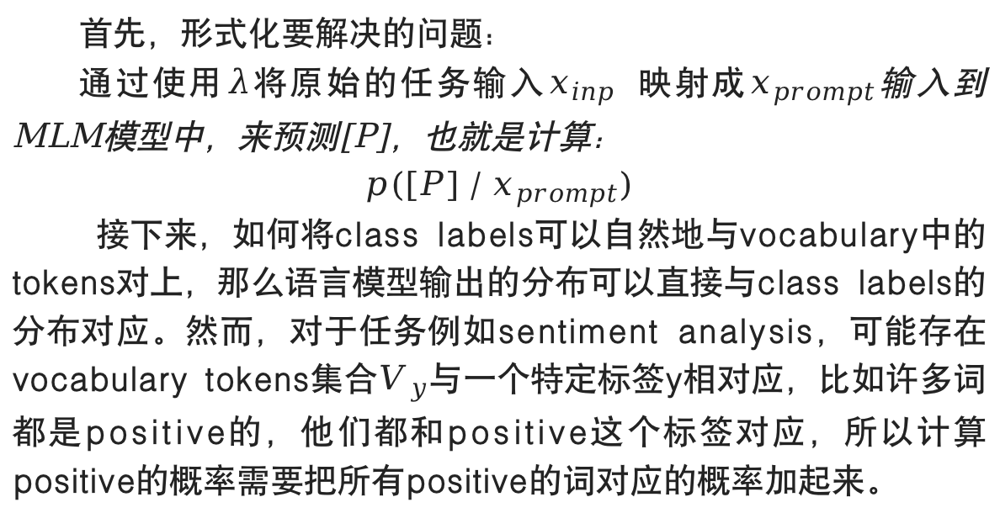 首先，形式化要解决的问题：
通过使用λ将原始的任务输入x_{inp} 映射成x_{prompt}输入到
MLM模型中，来预测[P]，也就是计算：
p([P] / x_{prompt})
接下来，如何将class labels可以自然地与vocabulary中的
tokens对上，那么语言模型输出的分布可以直接与class labels的
分布对应。然而，对于任务例如sentiment analysis，可能存在
vocabulary tokens集合V_y与一个特定标签y相对应，比如许多词
都是positive的，他们都和positive这个标签对应，所以计算
positive的概率需要把所有positive的词对应的概率加起来。